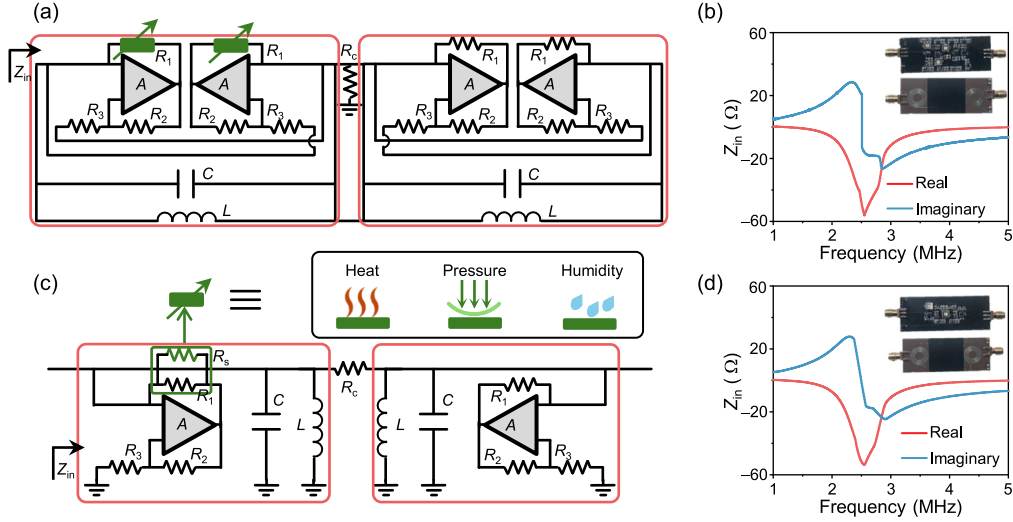 (a)
Z_in
R_1
R_1
R_c
A
A
R_3
R_2
R_2
R_3
C
L
R_1
R_1
A
A
R_3
R_2
R_2
R_3
C
L
(b)
60
20
−20
−60
Z_in (Ω)
Real
Imaginary
1
2
3
4
5
Frequency (MHz)
(c)
Heat
Pressure
Humidity
R_s
R_1
A
R_3
R_2
Z_in
C
L
R_c
L
C
R_1
A
R_2
R_3
(d)
60
20
−20
−60
Z_in (Ω)
Real
Imaginary
1
2
3
4
5
Frequency (MHz)